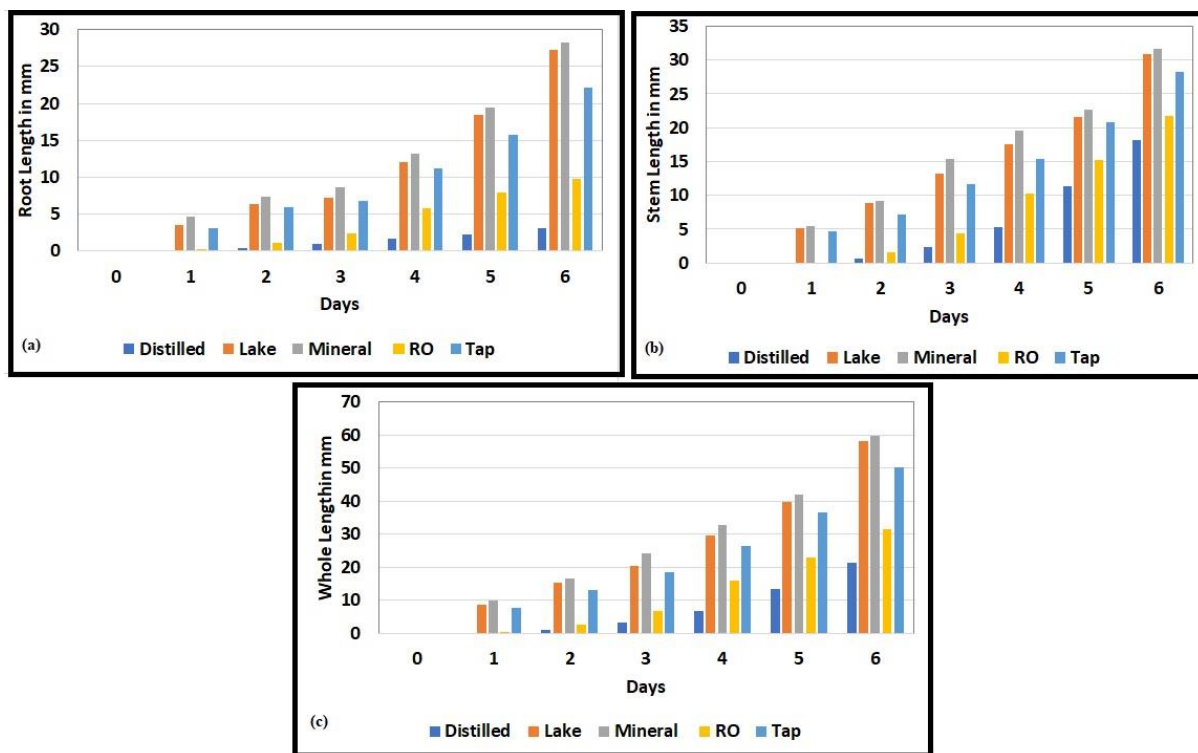 30
25
20
15
10
5
0
Root Length in mm
0 1 2 3 4 5 6
Days
(a)
Distilled Lake Mineral RO Tap
35
30
25
20
15
10
5
0
Stem Length in mm
0 1 2 3 4 5 6
Days
(b)
Distilled Lake Mineral RO Tap
70
60
50
40
30
20
10
0
Whole Lengthin mm
0 1 2 3 4 5 6
Days
(c)
Distilled Lake Mineral RO Tap